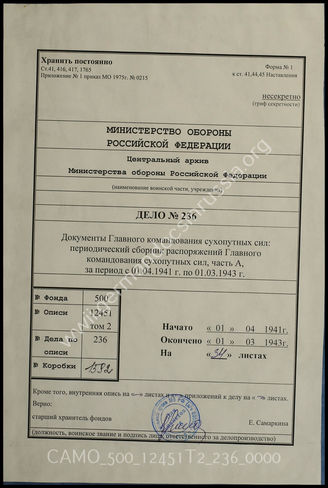 Хранить постоянно
Ст.41, 416, 417, 1765
Приложение № 1 приказ МО 1975г. № 0215
Форма № 1
к ст. 41,44,45 Наставления
несекретно
(гриф секретности)
МИНИСТЕРСТВО ОБОРОНЫ
РОССИЙСКОЙ ФЕДЕРАЦИИ
Центральный архив
Министерства обороны Российской Федерации
(наименование воинской части, учреждения)
ДЕЛО № 236
Документы Главного командования сухопутных сил:
периодический сборник распоряжений Главного
командования сухопутных сил, часть А,
за период с 01.04.1941 г. по 01.03.1943 г.
№ Фонда 500
№ Описи 12451
том 2
№ Дела по описи 236
№ Коробки
Начато « 01 » 04 1941г.
Окончено « 01 » 03 1943г.
На «34» листах
Кроме того, внутренняя опись на «-» листах и приложений к делу на « » листах.
Верно:
старший хранитель фондов
Е. Самаркина
(должность, воинское звание и подпись лица, ответственного за делопроизводство)
CAMO_500_12451T2_236_0000